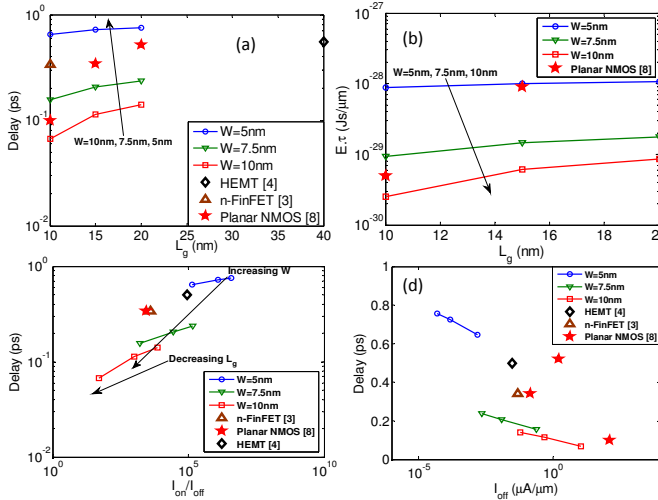 10^0
10^-1
10^-2
Delay (ps)
(a)
W=10nm, 7.5nm, 5nm
W=5nm
W=7.5nm
W=10nm
HEMT [4]
n-FinFET [3]
Planar NMOS [8]
10 15 20 25 30 35 40
L_g (nm)
10^-27
10^-28
10^-29
10^-30
E.τ (Js/μm)
(b)
W=5nm
W=7.5nm
W=10nm
Planar NMOS [8]
W=5nm, 7.5nm, 10nm
10 12 14 16 18 20
L_g (nm)
10^0
10^-1
10^-2
Delay (ps)
Increasing W
Decreasing L_g
W=5nm
W=7.5nm
W=10nm
n-FinFET [3]
Planar NMOS [8]
HEMT [4]
10^0 10^5 10^10
I_on/I_off
1
0.8
0.6
0.4
0.2
0
Delay (ps)
(d)
W=5nm
W=7.5nm
W=10nm
HEMT [4]
n-FinFET [3]
Planar NMOS [8]
10^-5 10^0
I_off (μA/μm)